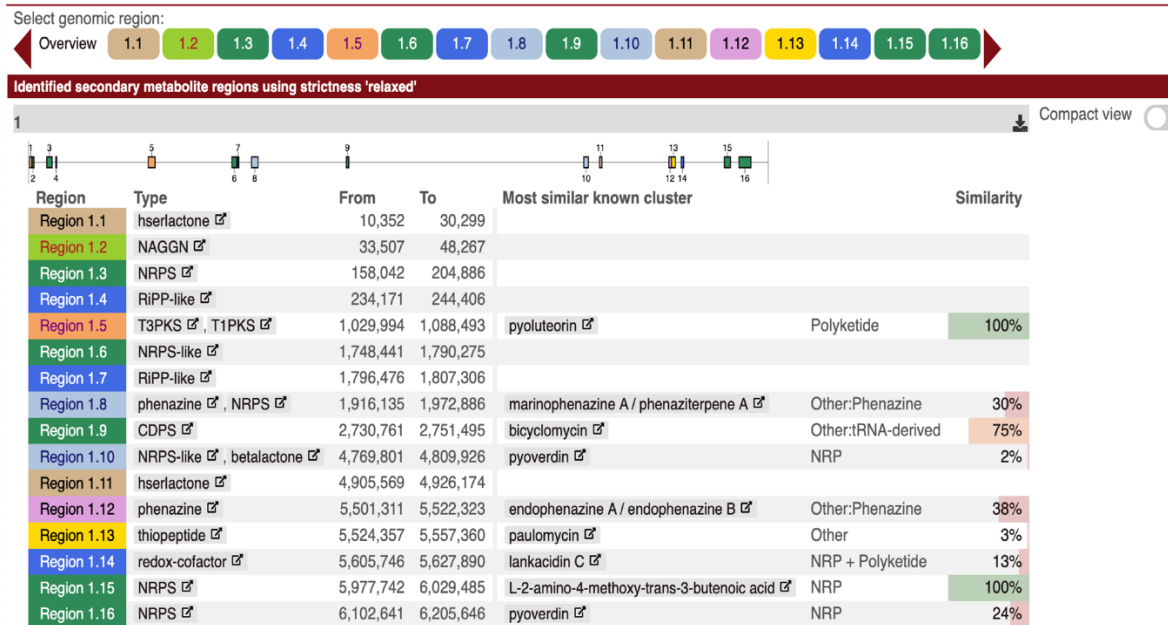 Select genomic region:
Overview 1.1 1.2 1.3 1.4 1.5 1.6 1.7 1.8 1.9 1.10 1.11 1.12 1.13 1.14 1.15 1.16
Identified secondary metabolite regions using strictness 'relaxed'
1 Compact view
1 3 5 7 9 11 13 15
2 4 6 8 10 12 14 16
Region Type From To Most similar known cluster Similarity
Region 1.1 hserlactone 10,352 30,299
Region 1.2 NAGGN 33,507 48,267
Region 1.3 NRPS 158,042 204,886
Region 1.4 RiPP-like 234,171 244,406
Region 1.5 T3PKS , T1PKS 1,029,994 1,088,493 pyoluteorin Polyketide 100%
Region 1.6 NRPS-like 1,748,441 1,790,275
Region 1.7 RiPP-like 1,796,476 1,807,306
Region 1.8 phenazine , NRPS 1,916,135 1,972,886 marinophenazine A / phenaziterpene A Other:Phenazine 30%
Region 1.9 CDPS 2,730,761 2,751,495 bicyclomycin Other:tRNA-derived 75%
Region 1.10 NRPS-like , betalactone 4,769,801 4,809,926 pyoverdin NRP 2%
Region 1.11 hserlactone 4,905,569 4,926,174
Region 1.12 phenazine 5,501,311 5,522,323 endophenazine A / endophenazine B Other:Phenazine 38%
Region 1.13 thiopeptide 5,524,357 5,557,360 paulomycin Other 3%
Region 1.14 redox-cofactor 5,605,746 5,627,890 lankacidin C NRP + Polyketide 13%
Region 1.15 NRPS 5,977,742 6,029,485 L-2-amino-4-methoxy-trans-3-butenoic acid NRP 100%
Region 1.16 NRPS 6,102,641 6,205,646 pyoverdin NRP 24%